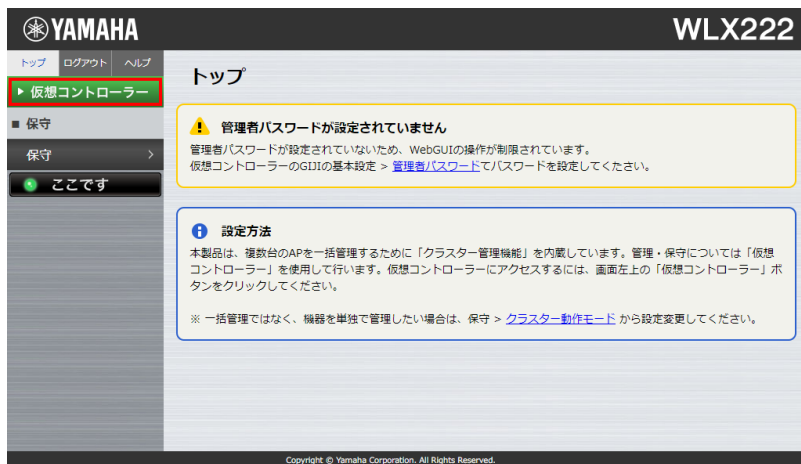 YAMAHA
WLX222
トップ ログアウト ヘルプ
仮想コントローラー
保守
保守
ここです
トップ
管理者パスワードが設定されていません
管理者パスワードが設定されていないため、WebGUIの操作が制限されています。
仮想コントローラーのGIJIの基本設定 > 管理者パスワードてパスワードを設定してくたさい。
設定方法
本製品は、複数台のAPを一括管理するために「クラスター管理機能」を内蔵しています。管理・保守については「仮想
コントローラー」を使用して行います。仮想コントローラーにアクセスするには、画面左上の「仮想コントローラー」ボ
タンをクリックしてください。
※ 一括管理ではなく、機器を単独で管理したい場合は、保守 > クラスター動作モード から設定変更してください。
Copyright © Yamaha Corporation. All Rights Reserved.